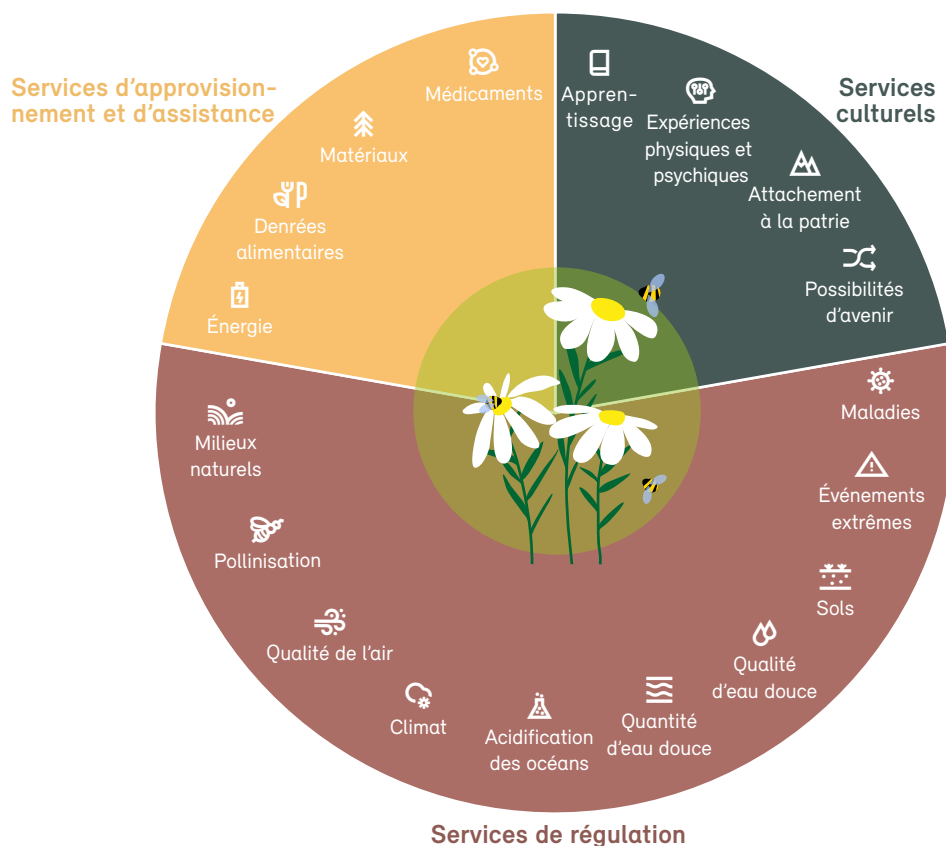 Services d'approvision-
nement et d'assistance
Médicaments
Matériaux
Denrées
alimentaires
Énergie
Services
culturels
Appren-
tissage
Expériences
physiques et
psychiques
Attachement
à la patrie
Possibilités
d'avenir
Maladies
Événements
extrêmes
Sols
Qualité
d'eau douce
Quantité
d'eau douce
Acidification
des océans
Climat
Qualité de l'air
Pollinisation
Milieux
naturels
Services de régulation